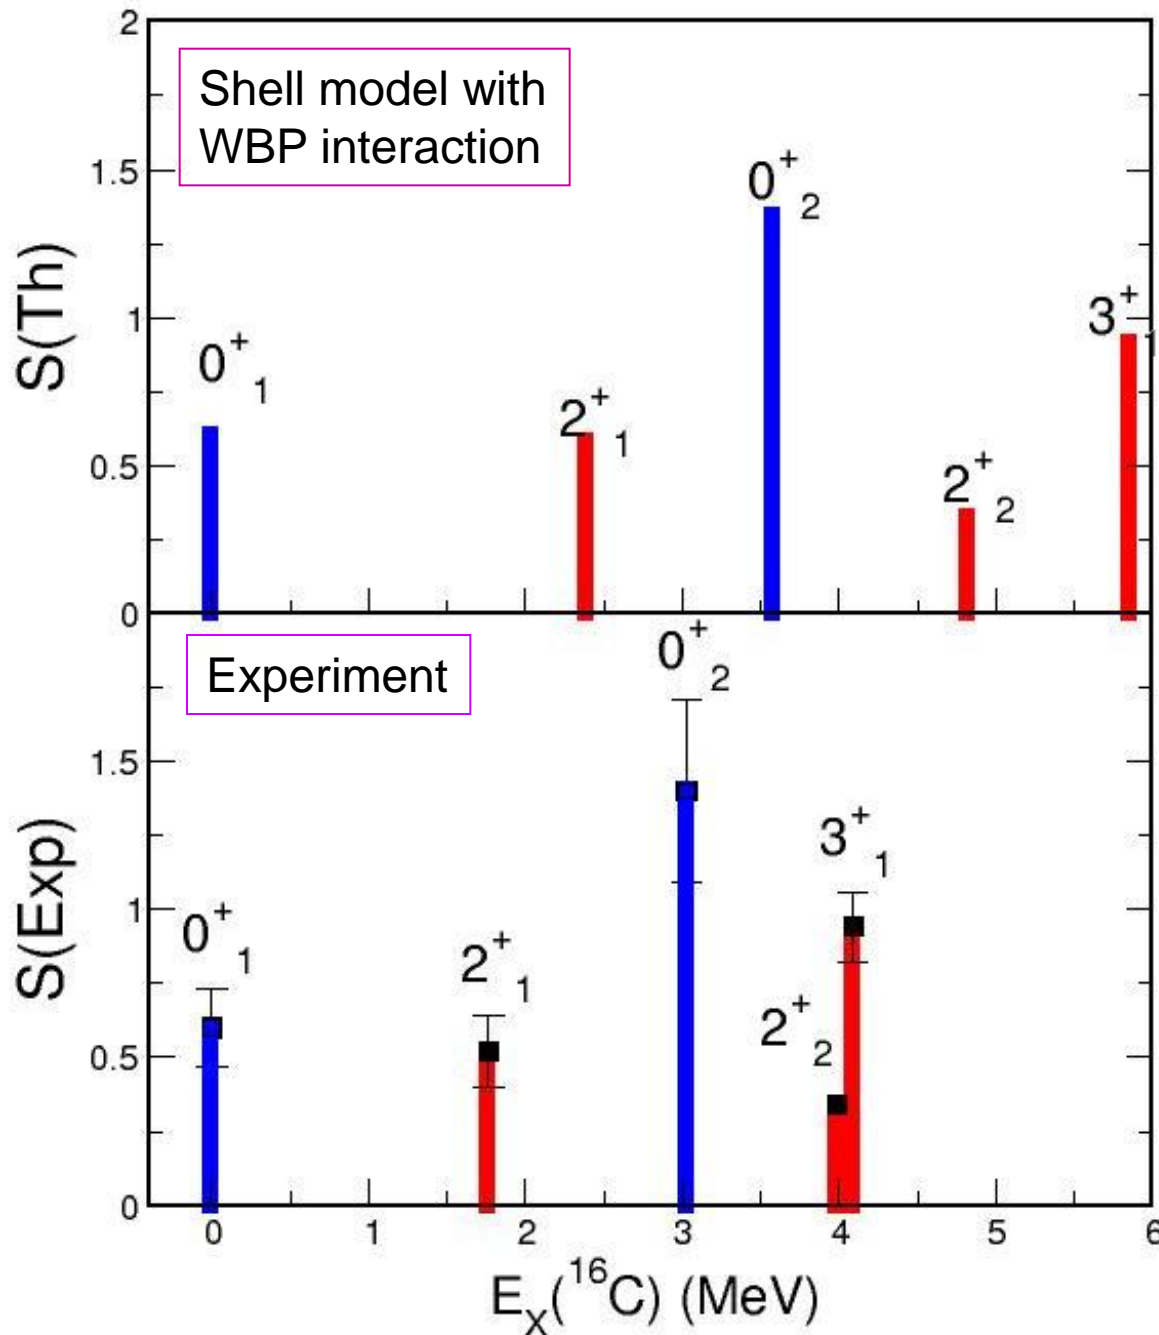 2
Shell model with
WBP interaction
1.5
0⁺₂
S(Th)
1
3⁺₁
0⁺₁
2⁺₁
0.5
2⁺₂
0
Experiment
0⁺₂
1.5
S(Exp)
3⁺₁
1
0⁺₁
2⁺₁
2⁺₂
0.5
0
0 1 2 3 4 5 6
Eₓ(¹⁶C) (MeV)